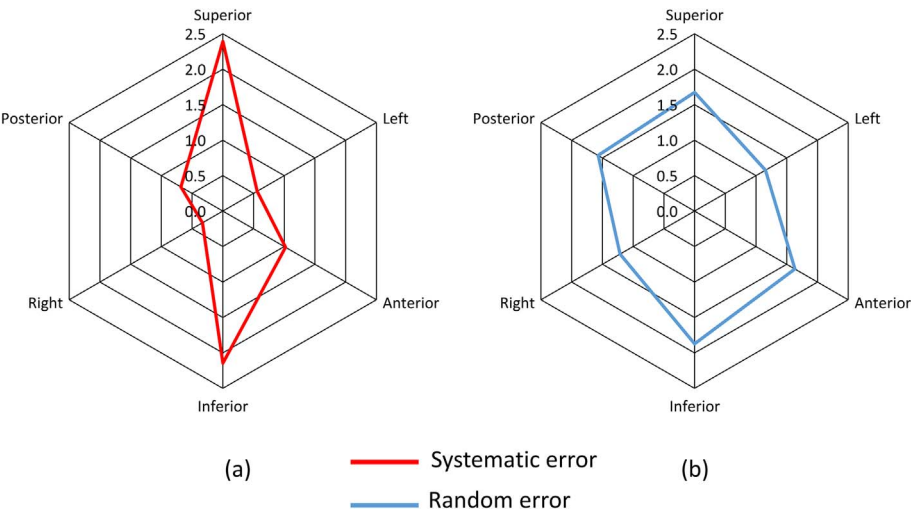 Superior
2.5
2.0
Posterior
Left
1.5
1.0
0.5
0.0
Right
Anterior
Inferior
(a)
Superior
2.5
2.0
Posterior
Left
1.5
1.0
0.5
0.0
Right
Anterior
Inferior
(b)
Systematic error
Random error